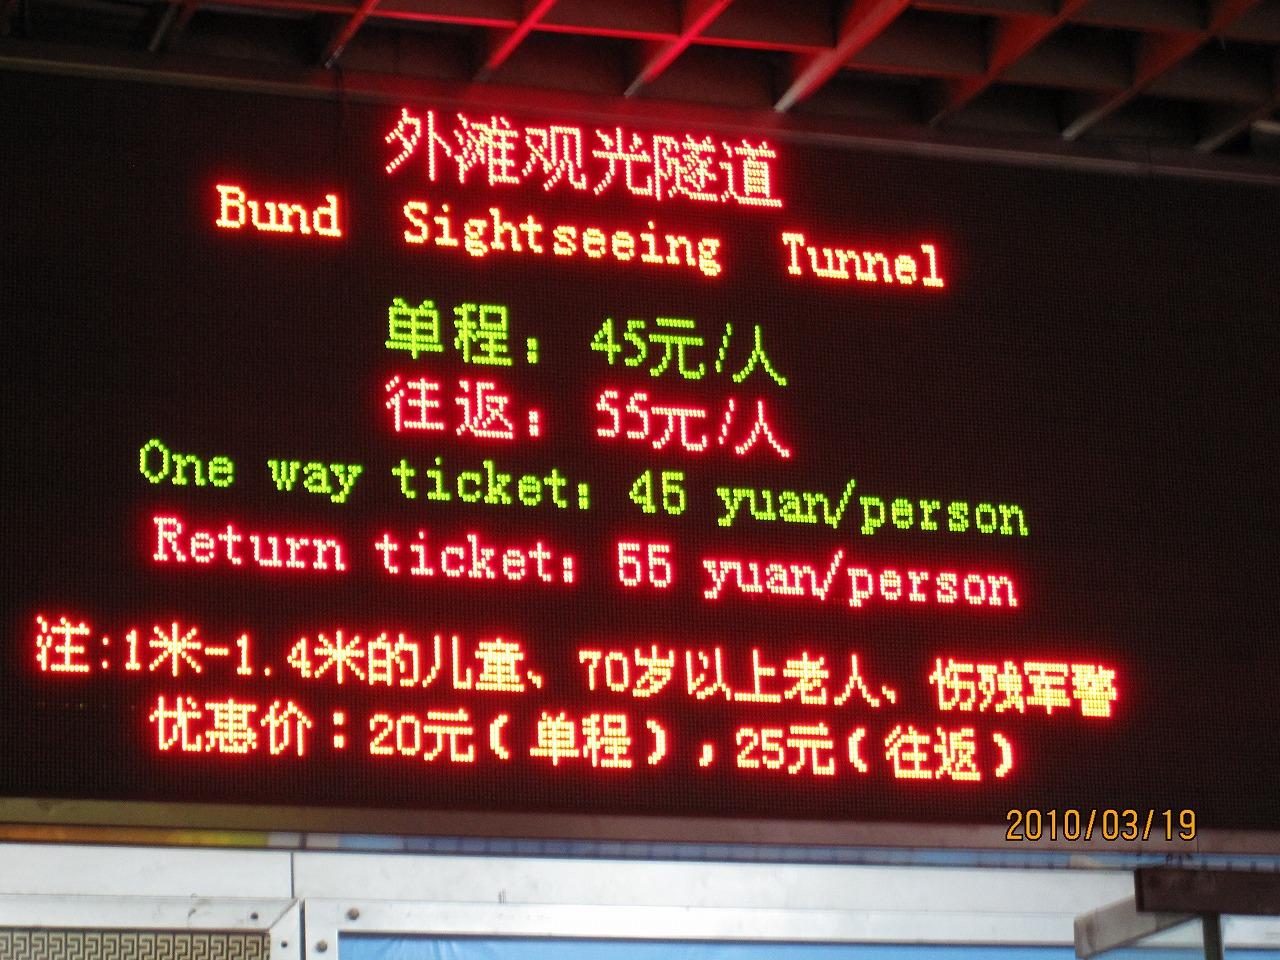 外滩观光隧道
Bund Sightseeing Tunnel
单程：45元/人
往返：55元/人
One way ticket: 45 yuan/person
Return ticket: 55 yuan/person
注:1米-1.4米的儿童、70岁以上老人、伤残军警
优惠价：20元(单程),25元(往返)
2010/03/19